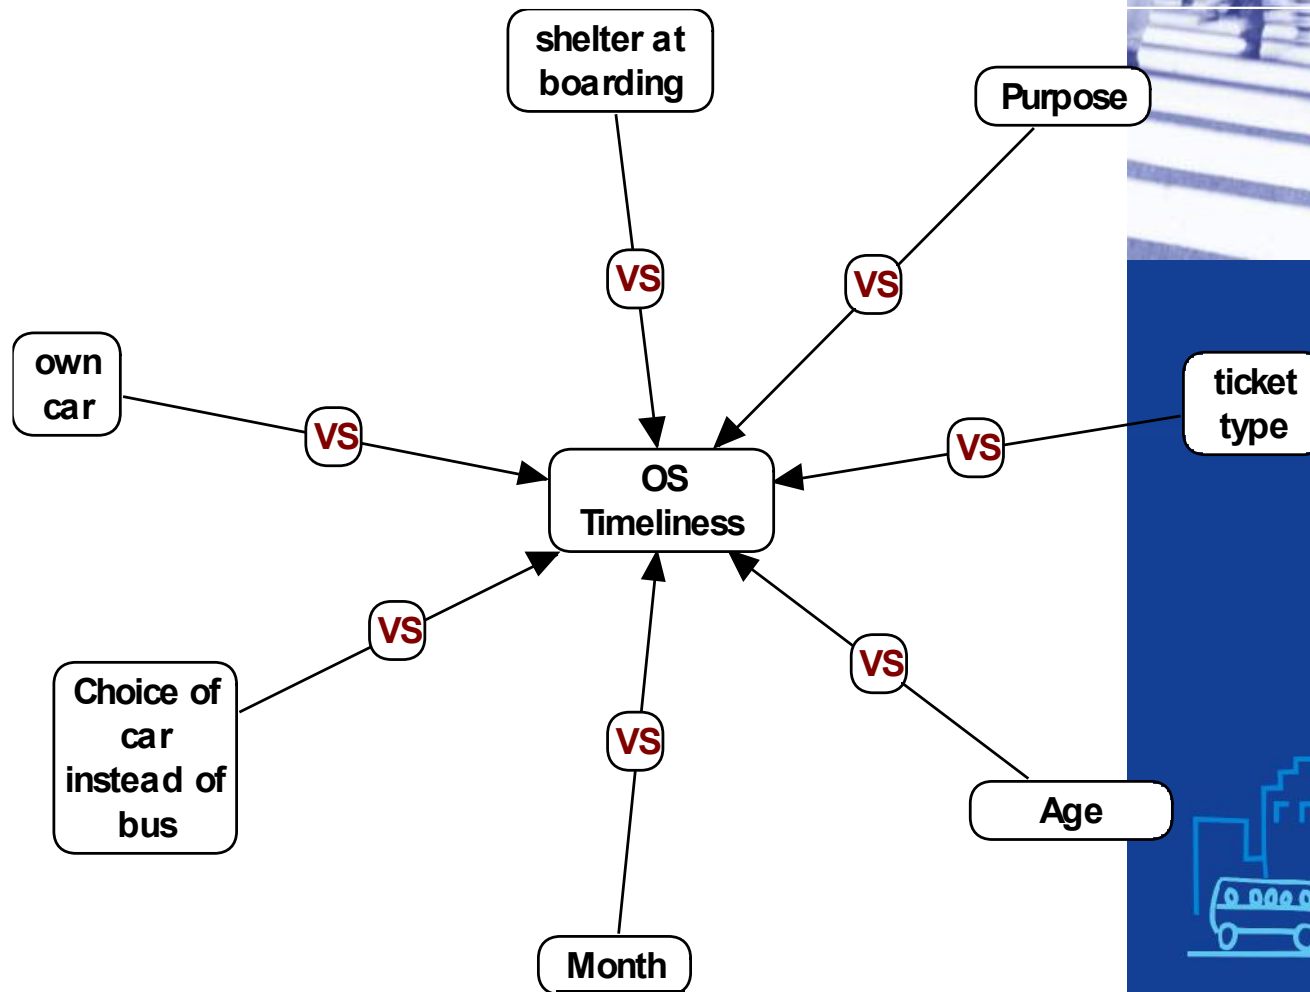 shelter at
boarding
Purpose
VS
VS
own
car
ticket
type
VS
VS
OS
Timeliness
VS
VS
Choice of
car
instead of
bus
VS
Age
Month